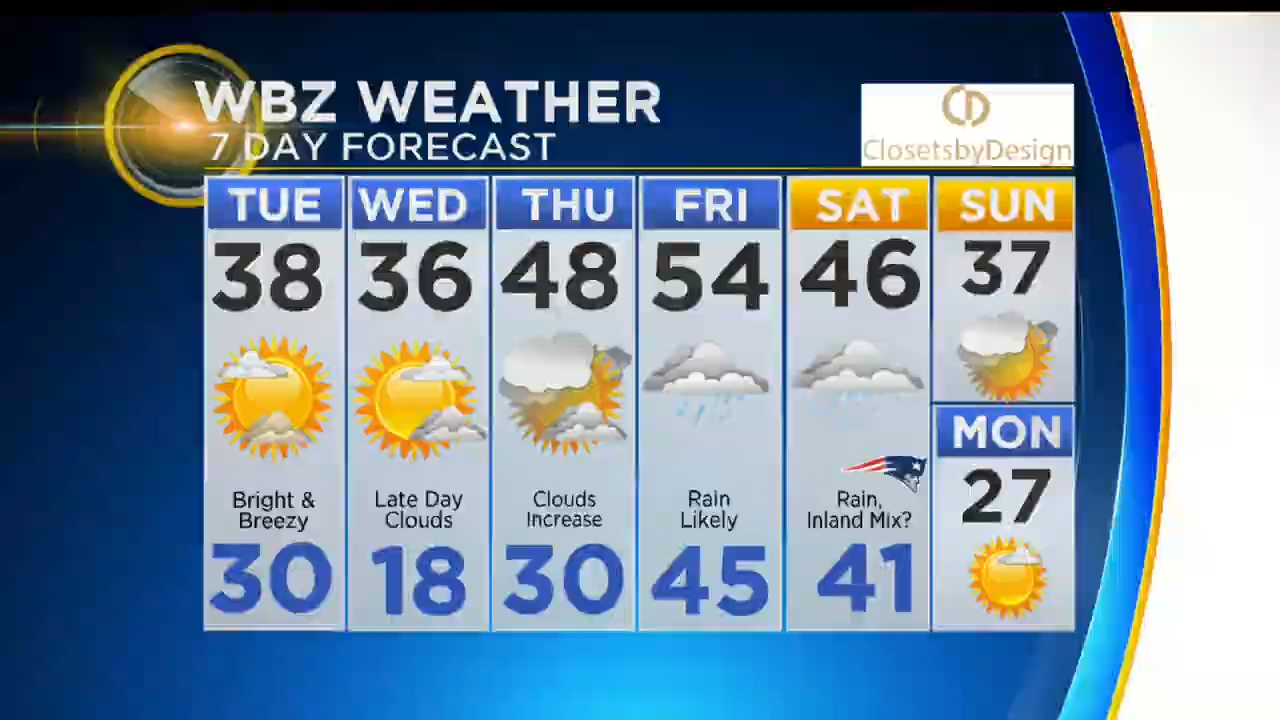 WBZ WEATHER
7 DAY FORECAST
CD
ClosetsbyDesign
TUE WED THU FRI SAT SUN
38 36 48 54 46 37
Bright &
Breezy
Late Day
Clouds
Clouds
Increase
Rain
Likely
Rain,
Inland Mix?
30 18 30 45 41
MON
27